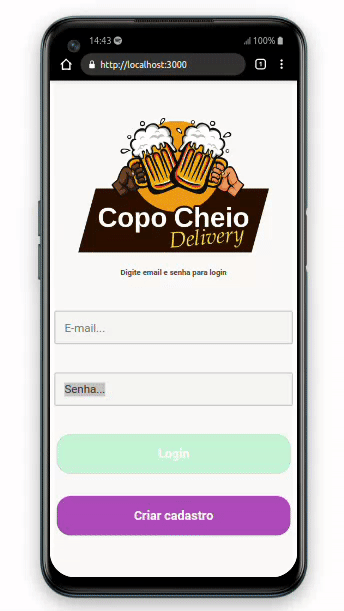 14:43
100%
http://localhost:3000
1
Copo Cheio
Delivery
Digite email e senha para login
E-mail...
Senha...
Login
Criar cadastro